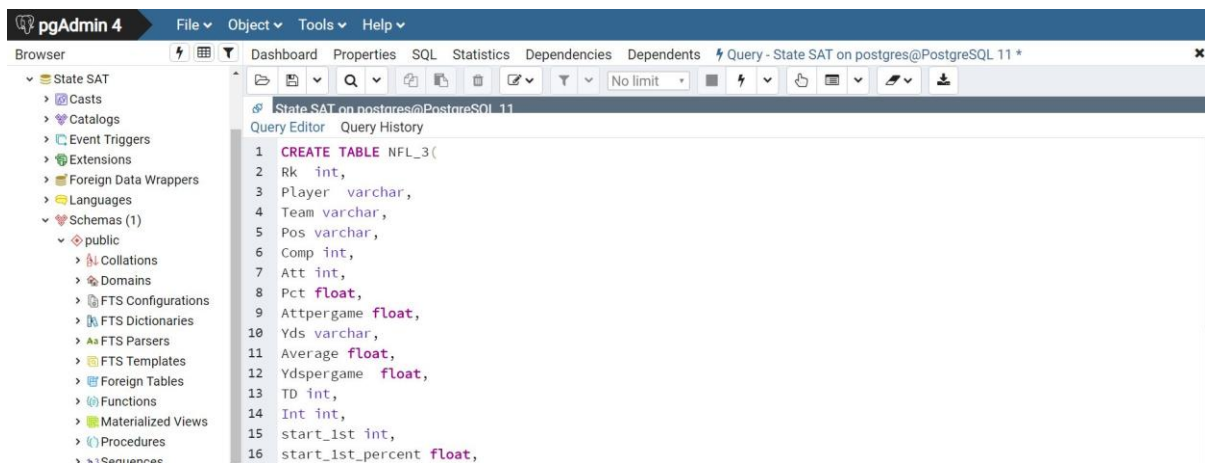 pgAdmin 4 File Object Tools Help
Browser Dashboard Properties SQL Statistics Dependencies Dependents Query - State SAT on postgres@PostgreSQL 11 *
State SAT
No limit
Casts
Catalogs
Event Triggers
Extensions
Foreign Data Wrappers
Languages
Schemas (1)
public
Collations
Domains
FTS Configurations
FTS Dictionaries
FTS Parsers
FTS Templates
Foreign Tables
Functions
Materialized Views
Procedures
Sequences
State SAT on postgres@PostgreSQL 11
Query Editor Query History
1 CREATE TABLE NFL_3(
2 Rk int,
3 Player varchar,
4 Team varchar,
5 Pos varchar,
6 Comp int,
7 Att int,
8 Pct float,
9 Attpergame float,
10 Yds varchar,
11 Average float,
12 Ydspergame float,
13 TD int,
14 Int int,
15 start_1st int,
16 start_1st_percent float,